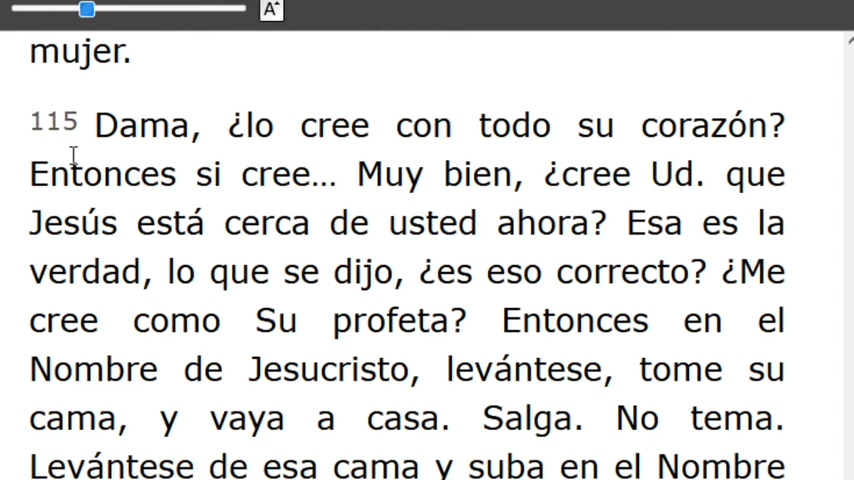 A
mujer.
115 Dama, ¿lo cree con todo su corazón?
Entonces si cree... Muy bien, ¿cree Ud. que
Jesús está cerca de usted ahora? Esa es la
verdad, lo que se dijo, ¿es eso correcto? ¿Me
cree como Su profeta? Entonces en el
Nombre de Jesucristo, levántese, tome su
cama, y vaya a casa. Salga. No tema.
Levántese de esa cama y suba en el Nombre